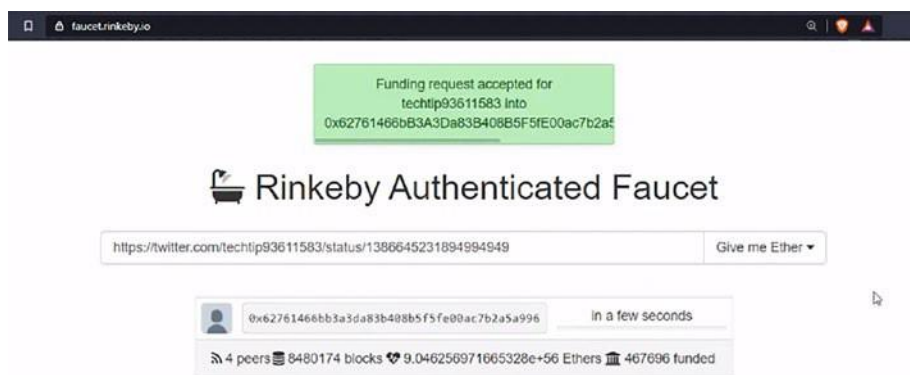 faucet.rinkeby.io
Funding request accepted for
techtip93611583 into
0x62761466bB3A3Da83B408B5F5fE00ac7b2a5
Rinkeby Authenticated Faucet
https://twitter.com/techtip93611583/status/1386645231894994949 Give me Ether
0x62761466bb3a3da83b408b5f5fe00ac7b2a5a996 in a few seconds
4 peers 8480174 blocks 9.046256971665328e+56 Ethers 467696 funded